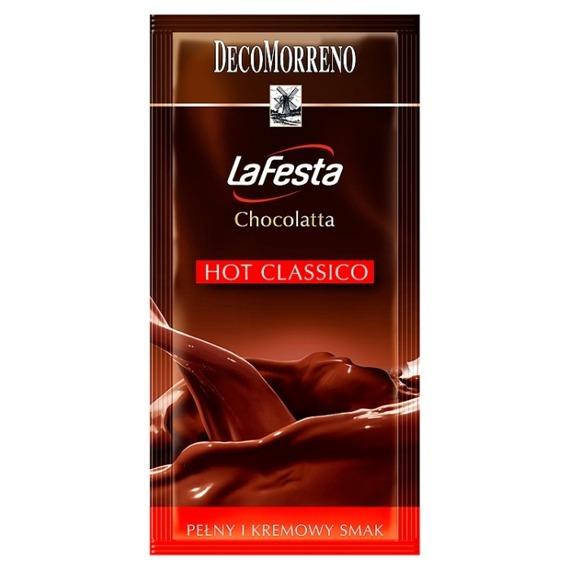 DECOMORRENO
LaFesta
Chocolatta
HOT CLASSICO
PEŁNY I KREMOWY SMAK